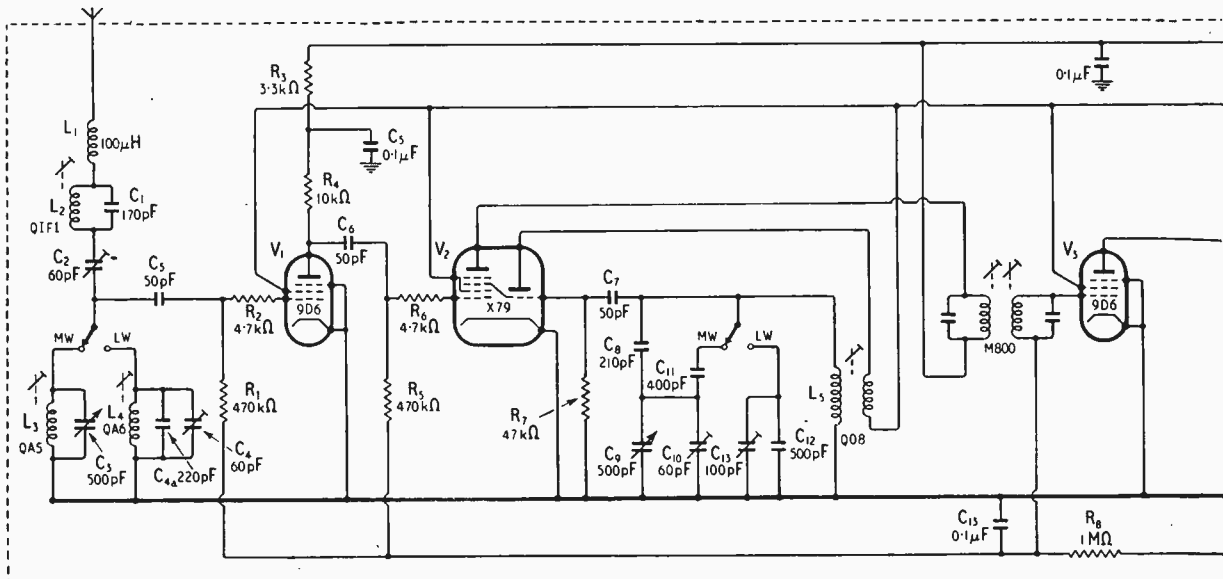 L1
100μH
L2
QIF1
C1
170pF
C2
60pF
C5
50pF
MW
LW
L3
QA5
C3
500pF
L4
QA6
C4a 220pF
C4
60pF
R1
470kΩ
R2
4·7kΩ
R3
3·3kΩ
R4
10kΩ
C5
0·1μF
V1
9D6
C6
50pF
R5
470kΩ
R6
4·7kΩ
V2
X79
R7
47kΩ
C7
50pF
C8
210pF
MW
LW
C11
400pF
C9
500pF
C10
60pF
C13
100pF
C12
500pF
L5
QO8
0·1μF
M800
V3
9D6
C15
0·1μF
R8
1MΩ